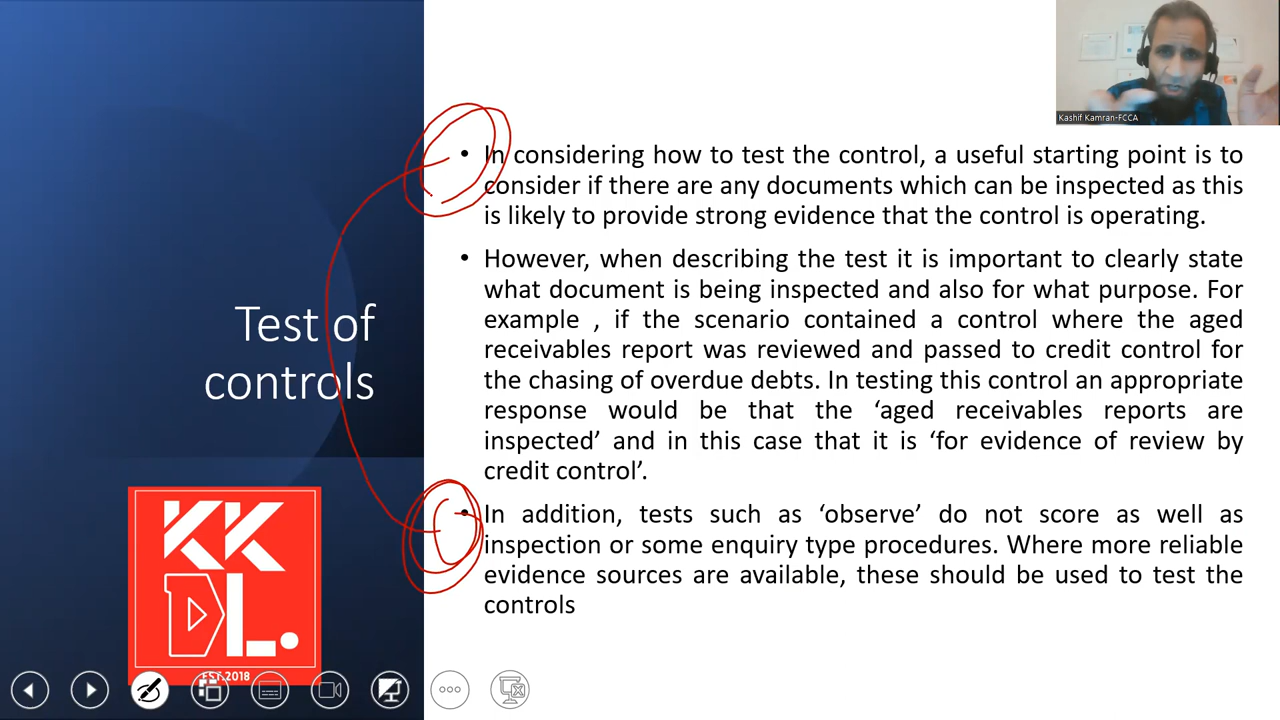 Kashif Kamran-FCCA
• In considering how to test the control, a useful starting point is to
consider if there are any documents which can be inspected as this
is likely to provide strong evidence that the control is operating.
• However, when describing the test it is important to clearly state
what document is being inspected and also for what purpose. For
example , if the scenario contained a control where the aged
receivables report was reviewed and passed to credit control for
the chasing of overdue debts. In testing this control an appropriate
response would be that the ‘aged receivables reports are
inspected’ and in this case that it is ‘for evidence of review by
credit control’.
• In addition, tests such as ‘observe’ do not score as well as
inspection or some enquiry type procedures. Where more reliable
evidence sources are available, these should be used to test the
controls
Test of
controls
KK
DL.
EST.2018